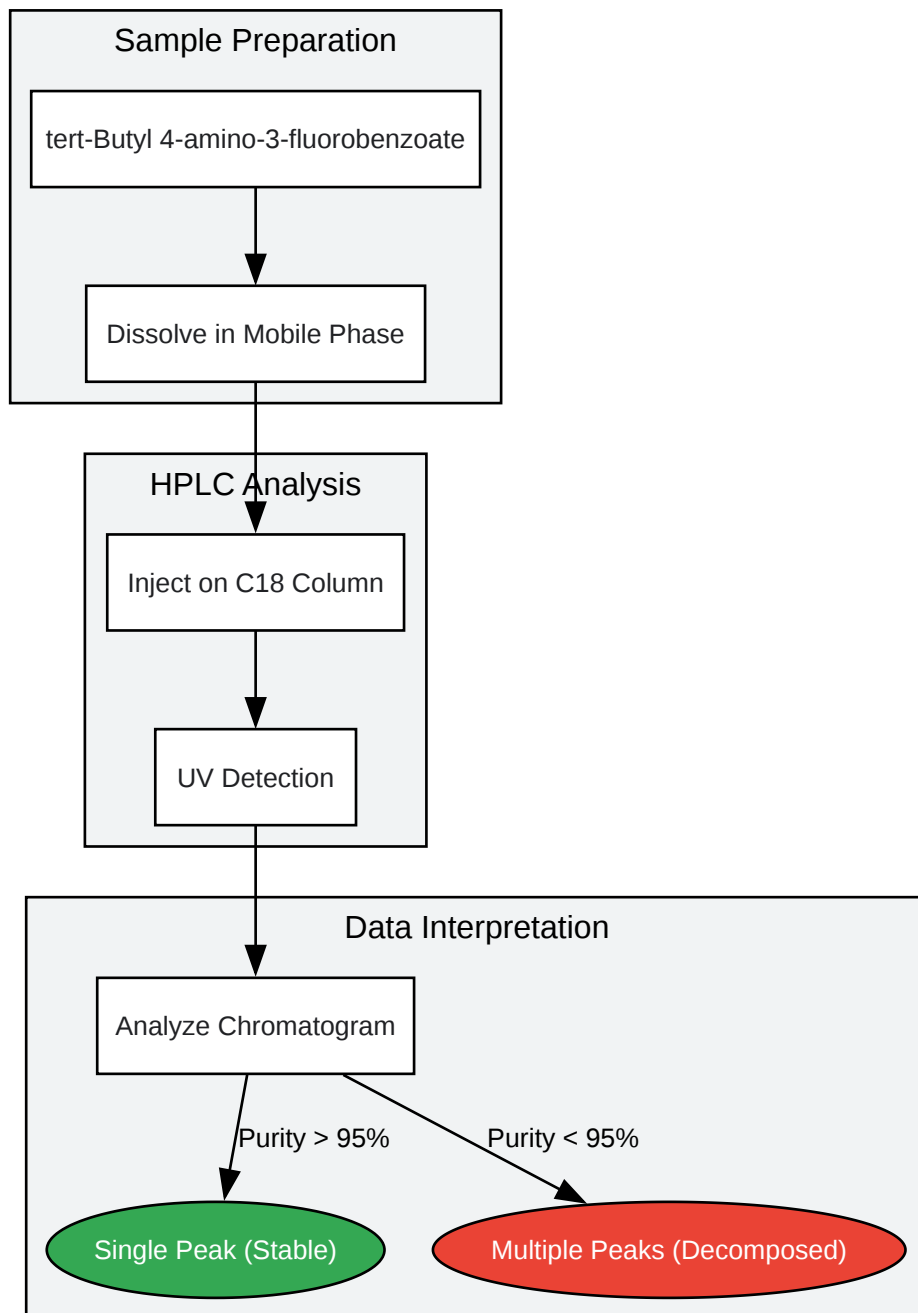 Sample Preparation
tert-Butyl 4-amino-3-fluorobenzoate
Dissolve in Mobile Phase
HPLC Analysis
Inject on C18 Column
UV Detection
Data Interpretation
Analyze Chromatogram
Purity > 95%
Purity < 95%
Single Peak (Stable)
Multiple Peaks (Decomposed)